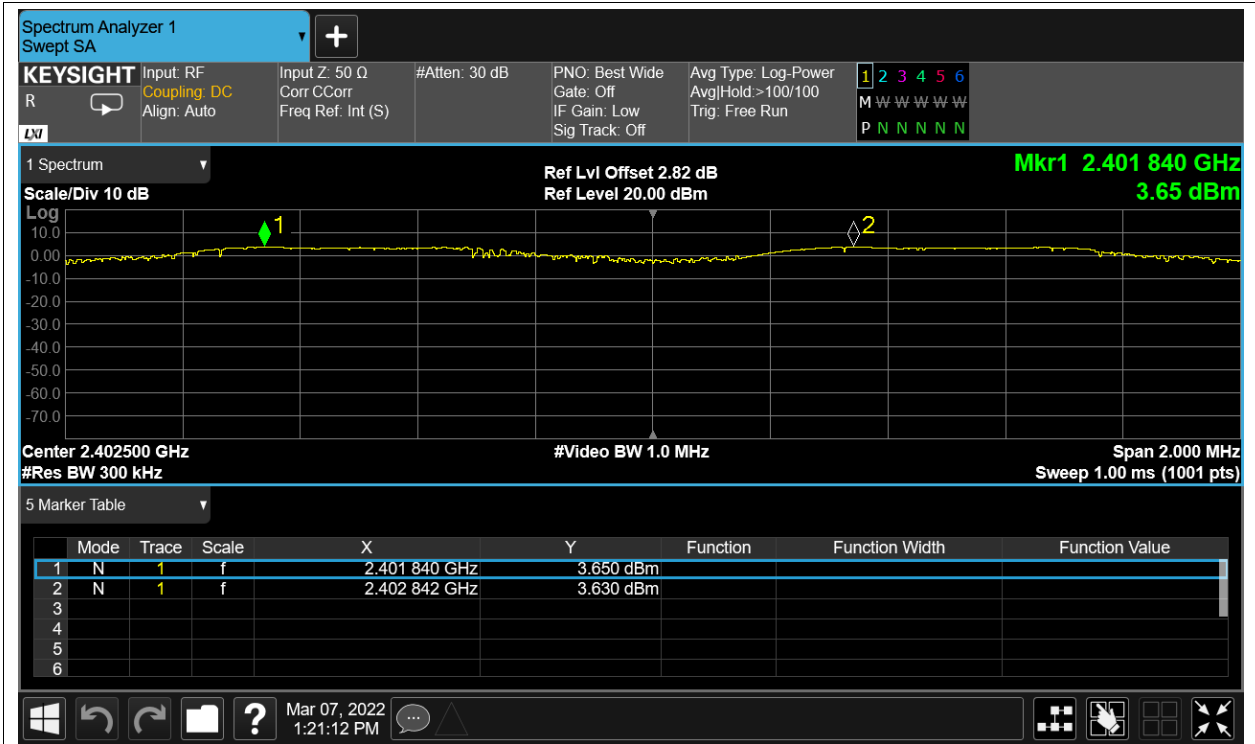 Spectrum Analyzer 1
Swept SA
+
KEYSIGHT Input: RF Input Z: 50 Ω #Atten: 30 dB PNO: Best Wide Avg Type: Log-Power 1 2 3 4 5 6
R Coupling: DC Corr CCorr Gate: Off Avg|Hold:>100/100 M W W W W W
Align: Auto Freq Ref: Int (S) IF Gain: Low Trig: Free Run
LXI Sig Track: Off P N N N N N
1 Spectrum Ref Lvl Offset 2.82 dB Mkr1 2.401 840 GHz
Scale/Div 10 dB Ref Level 20.00 dBm 3.65 dBm
Log
1 2
10.0
0.00
-10.0
-20.0
-30.0
-40.0
-50.0
-60.0
-70.0
Center 2.402500 GHz #Video BW 1.0 MHz Span 2.000 MHz
#Res BW 300 kHz Sweep 1.00 ms (1001 pts)
5 Marker Table
Mode Trace Scale X Y Function Function Width Function Value
1 N 1 f 2.401 840 GHz 3.650 dBm
2 N 1 f 2.402 842 GHz 3.630 dBm
3
4
5
6
? Mar 07, 2022
1:21:12 PM